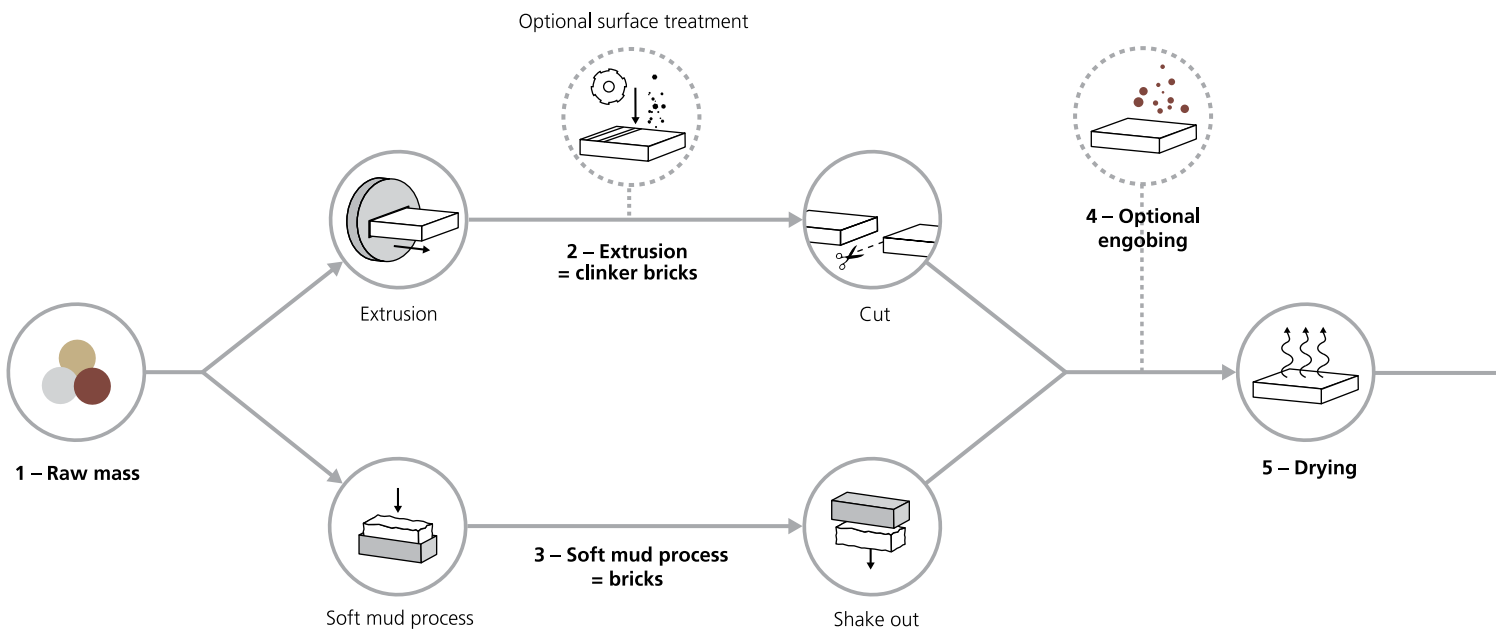 Optional surface treatment
4 – Optional
engobing
2 – Extrusion
= clinker bricks
Extrusion
Cut
1 – Raw mass
5 – Drying
3 – Soft mud process
= bricks
Soft mud process
Shake out